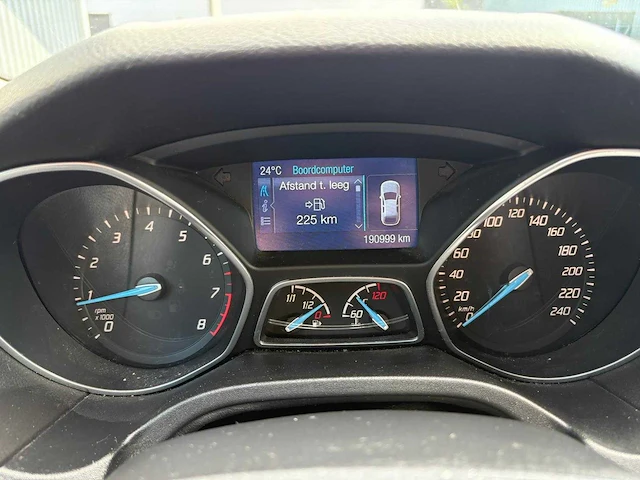 24°C Boordcomputer
Afstand t. leeg
225 km
190999 km
0 1 2 3 4 5 6 7 8
rpm
x1000
1/1 1/2 0
60 120
0 20 40 60 80 100 120 140 160 180 200 220 240
km/h